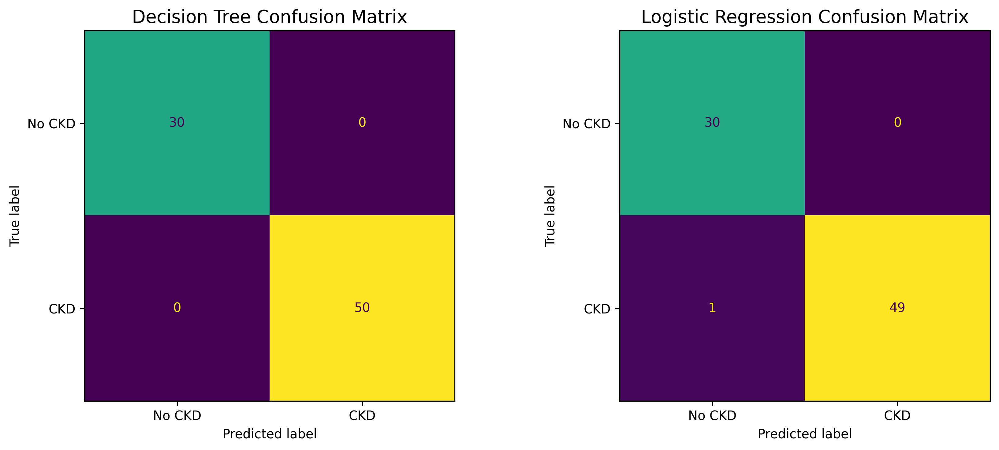 Decision Tree Confusion Matrix
True label
No CKD
30
0
CKD
0
50
No CKD
CKD
Predicted label
Logistic Regression Confusion Matrix
True label
No CKD
30
0
CKD
1
49
No CKD
CKD
Predicted label